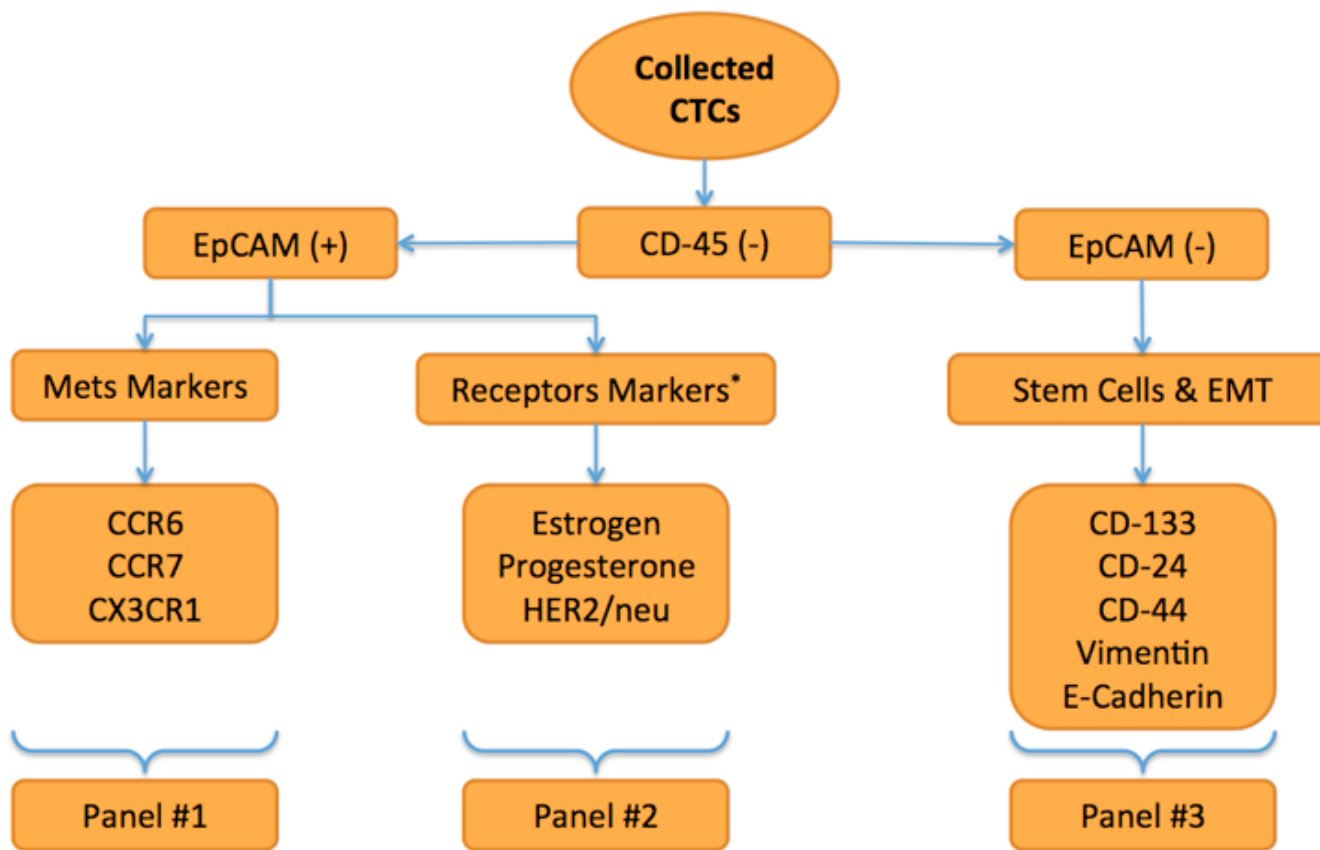 Collected
CTCs
EpCAM (+)
CD-45 (-)
EpCAM (-)
Mets Markers
Receptors Markers*
Stem Cells & EMT
CCR6
CCR7
CX3CR1
Estrogen
Progesterone
HER2/neu
CD-133
CD-24
CD-44
Vimentin
E-Cadherin
Panel #1
Panel #2
Panel #3